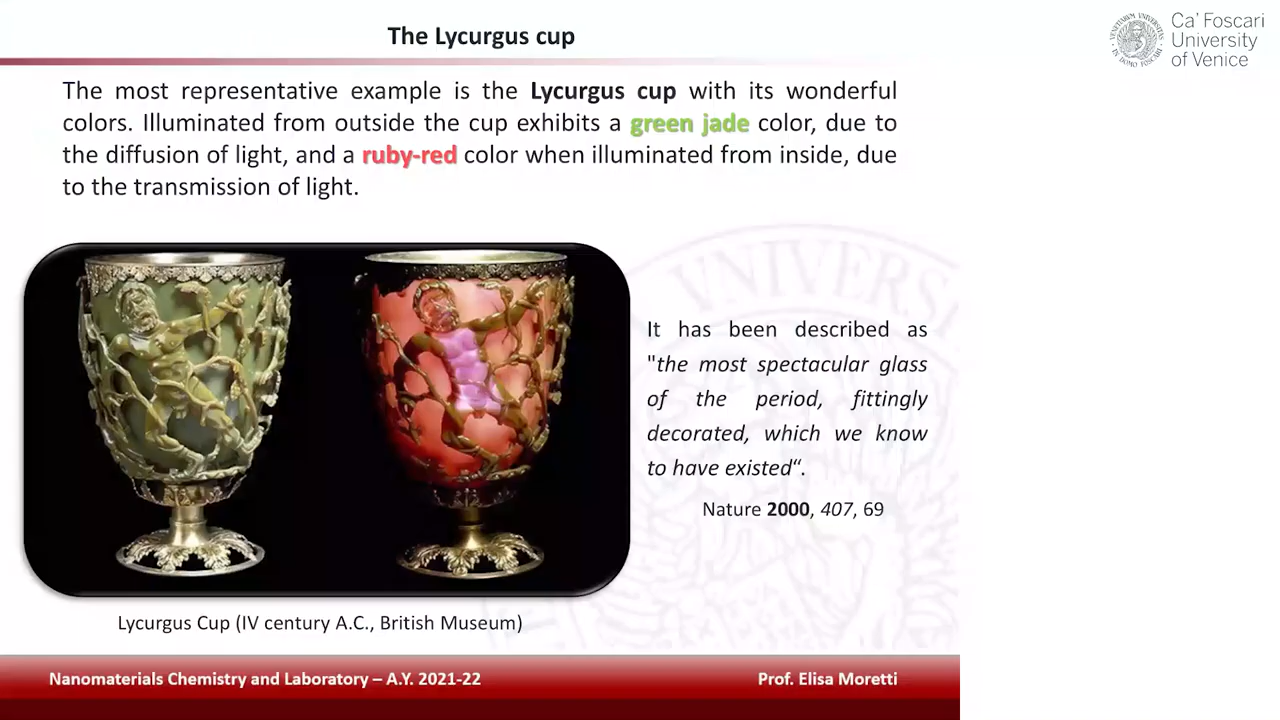 The Lycurgus cup
Ca' Foscari
University
of Venice
The most representative example is the Lycurgus cup with its wonderful
colors. Illuminated from outside the cup exhibits a green jade color, due to
the diffusion of light, and a ruby-red color when illuminated from inside, due
to the transmission of light.
It has been described as
"the most spectacular glass
of the period, fittingly
decorated, which we know
to have existed“.
Nature 2000, 407, 69
Lycurgus Cup (IV century A.C., British Museum)
Nanomaterials Chemistry and Laboratory – A.Y. 2021-22
Prof. Elisa Moretti